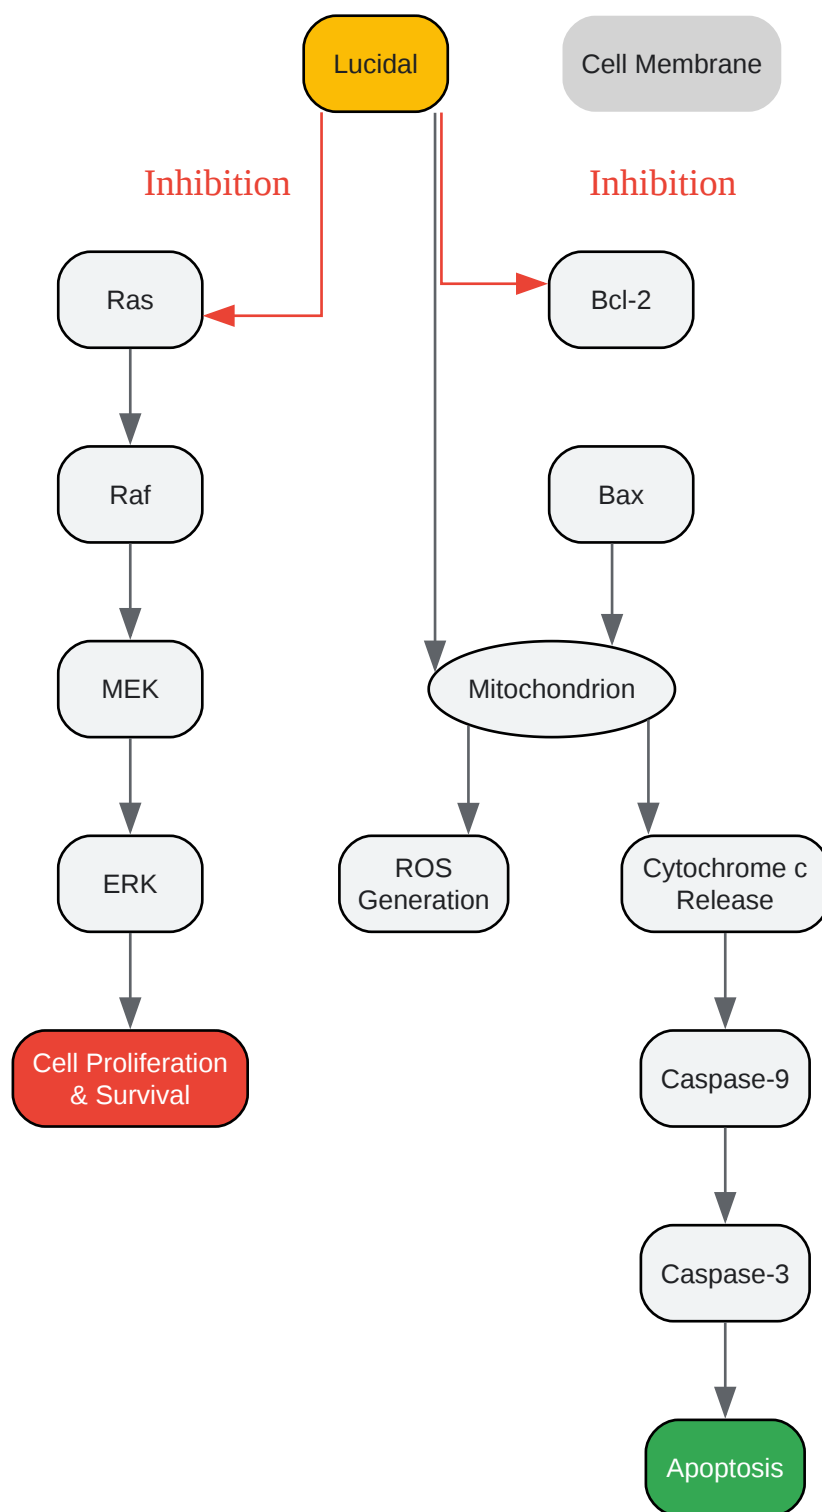 Lucidal
Cell Membrane
Inhibition
Inhibition
Ras
Bcl-2
Raf
Bax
MEK
Mitochondrion
ERK
ROS
Generation
Cytochrome c
Release
Cell Proliferation
& Survival
Caspase-9
Caspase-3
Apoptosis